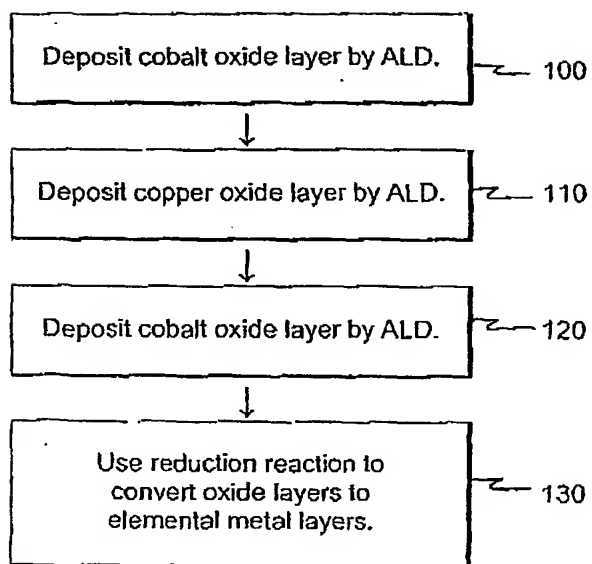 Deposit cobalt oxide layer by ALD.
100
Deposit copper oxide layer by ALD.
110
Deposit cobalt oxide layer by ALD.
120
Use reduction reaction to
convert oxide layers to
elemental metal layers.
130